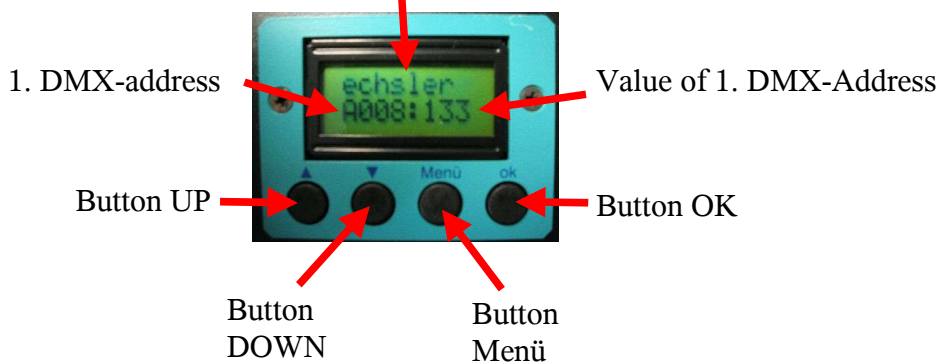 echsler
1. DMX-address
A008:133
Value of 1. DMX-Address
▲ ▼ Menü ok
Button UP
Button OK
Button
DOWN
Button
Menü